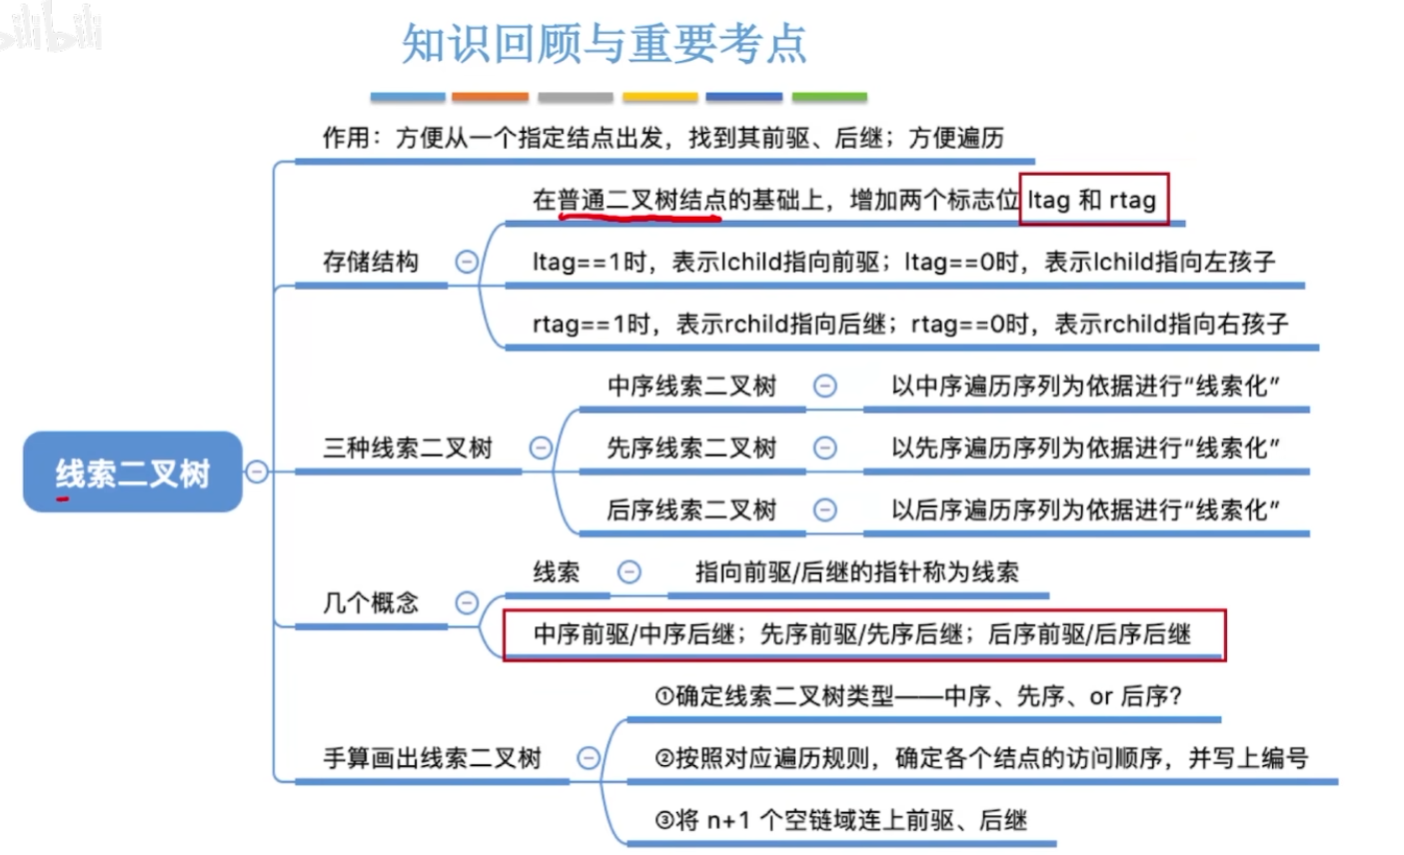 bilibili
知识回顾与重要考点
作用：方便从一个指定结点出发，找到其前驱、后继；方便遍历
在普通二叉树结点的基础上，增加两个标志位 ltag 和 rtag
存储结构
ltag==1时，表示lchild指向前驱；ltag==0时，表示lchild指向左孩子
rtag==1时，表示rchild指向后继；rtag==0时，表示rchild指向右孩子
中序线索二叉树 以中序遍历序列为依据进行“线索化”
三种线索二叉树
先序线索二叉树 以先序遍历序列为依据进行“线索化”
后序线索二叉树 以后序遍历序列为依据进行“线索化”
线索二叉树
线索 指向前驱/后继的指针称为线索
几个概念
中序前驱/中序后继；先序前驱/先序后继；后序前驱/后序后继
①确定线索二叉树类型——中序、先序、or 后序？
手算画出线索二叉树
②按照对应遍历规则，确定各个结点的访问顺序，并写上编号
③将 n+1 个空链域连上前驱、后继